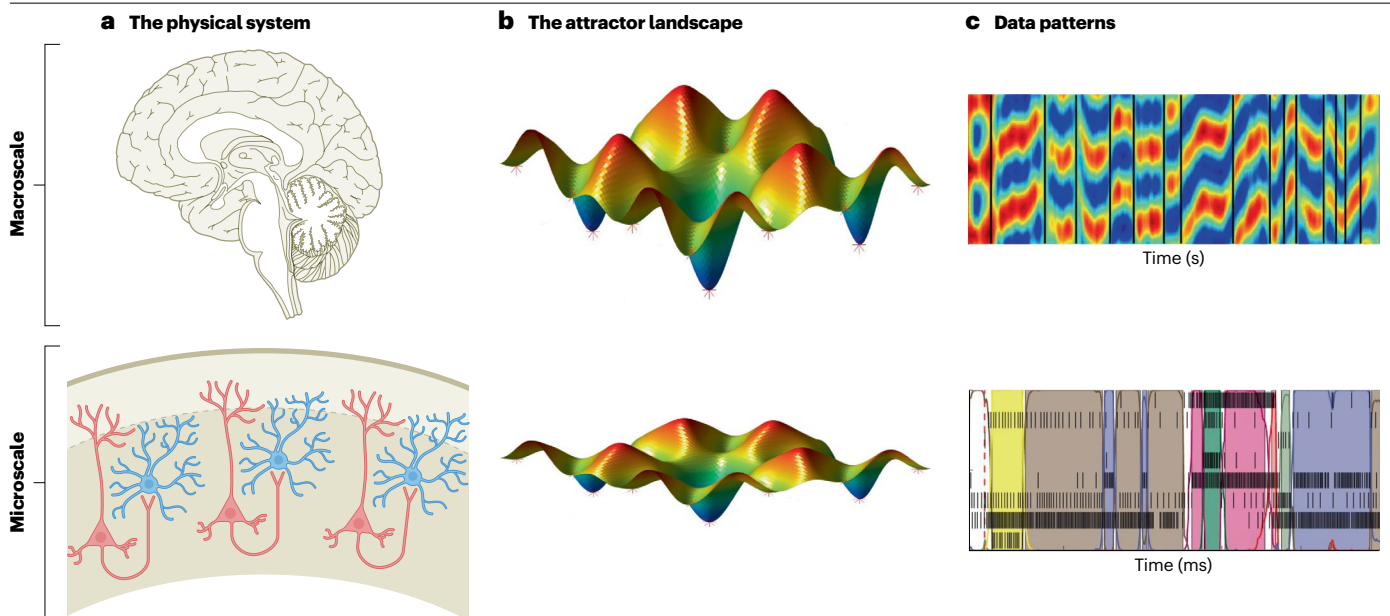 a The physical system
b The attractor landscape
c Data patterns
Macroscale
Time (s)
Microscale
Time (ms)